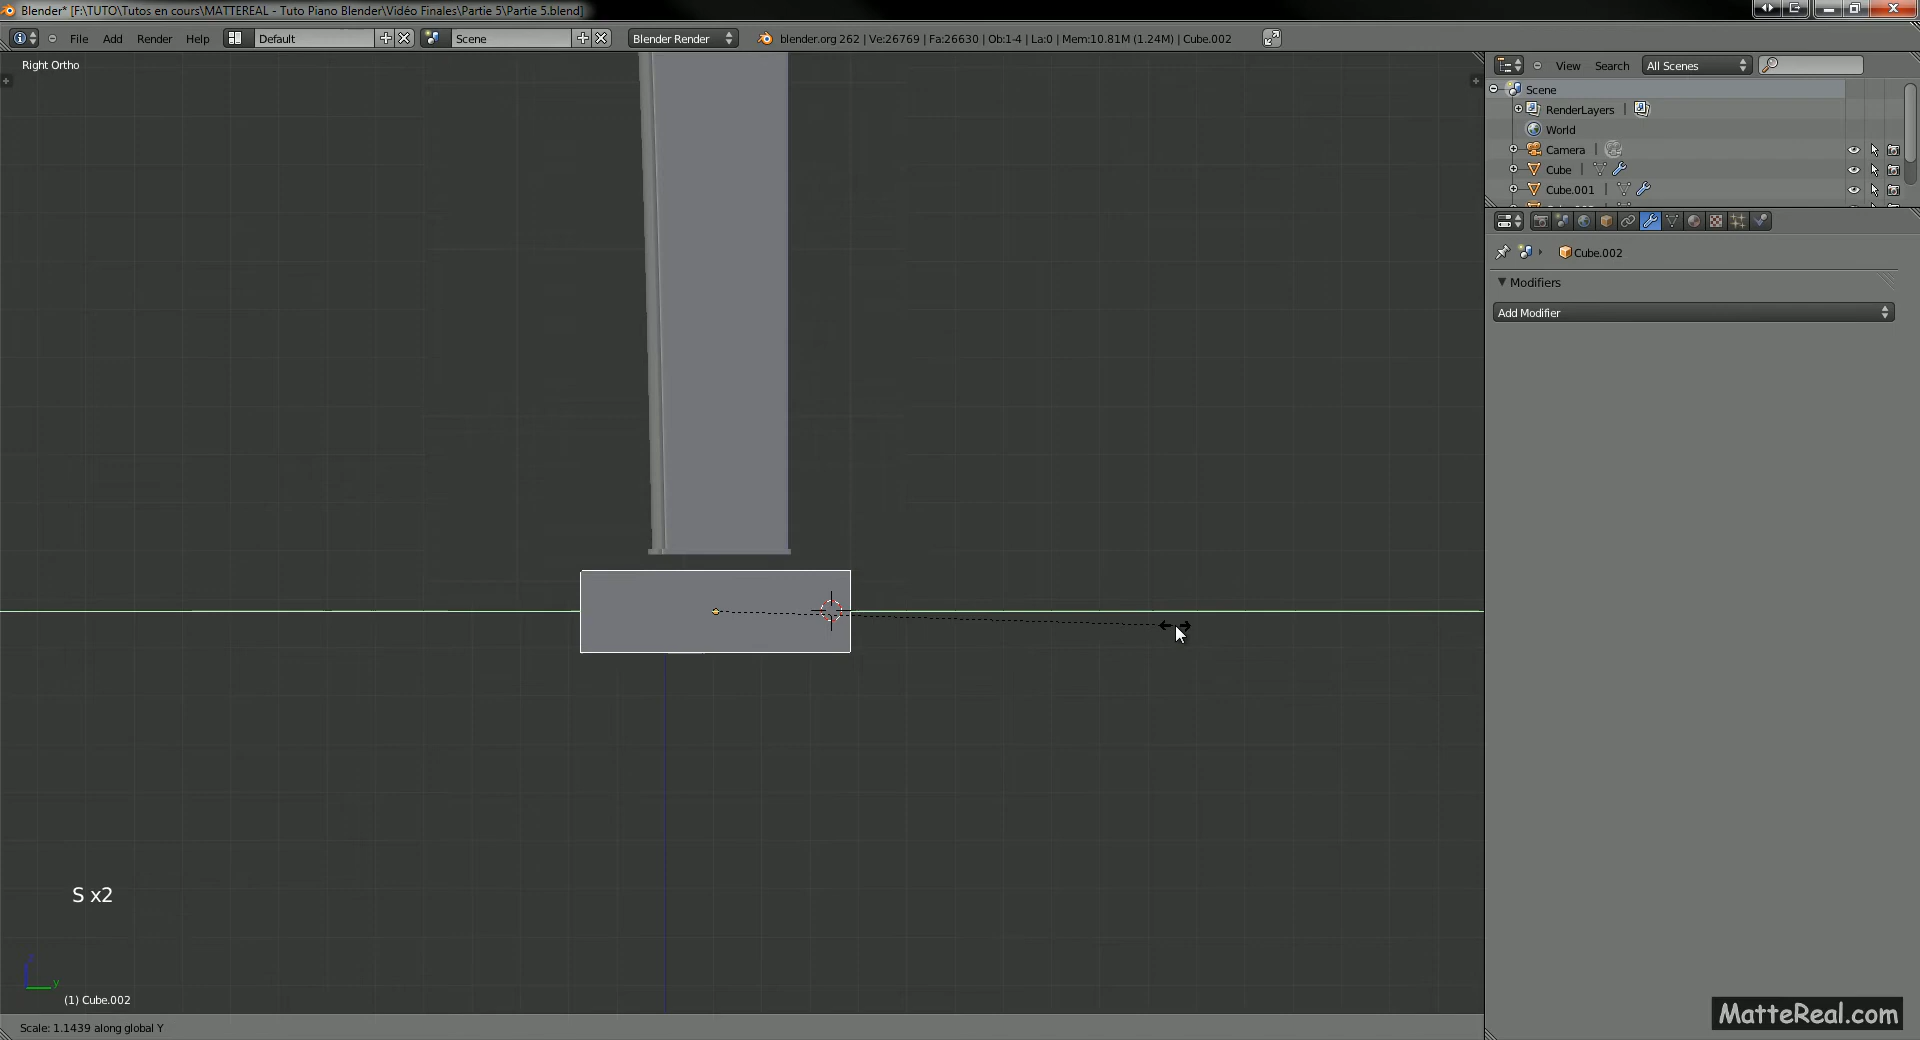 Blender* [F:\TUTO\Tutos en cours\MATTEREAL - Tuto Piano Blender\Vidéo Finales\Partie 5\Partie 5.blend]
File Add Render Help Default Scene Blender Render blender.org 262 | Ve:26769 | Fa:26630 | Ob:1-4 | La:0 | Mem:10.81M (1.24M) | Cube.002
Right Ortho
View Search All Scenes
Scene
RenderLayers
World
Camera
Cube
Cube.001
Cube.002
Modifiers
Add Modifier
S x2
y
(1) Cube.002
Scale: 1.1439 along global Y
MatteReal.com